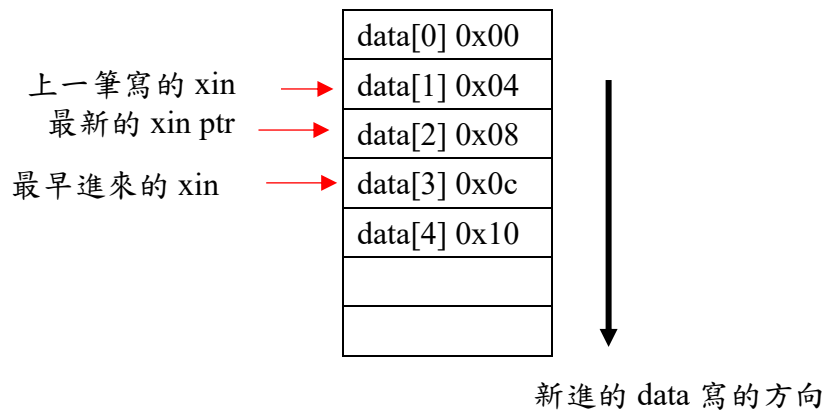 data[0] 0x00
上一筆寫的 xin
data[1] 0x04
最新的 xin ptr
data[2] 0x08
最早進來的 xin
data[3] 0x0c
data[4] 0x10
新進的 data 寫的方向